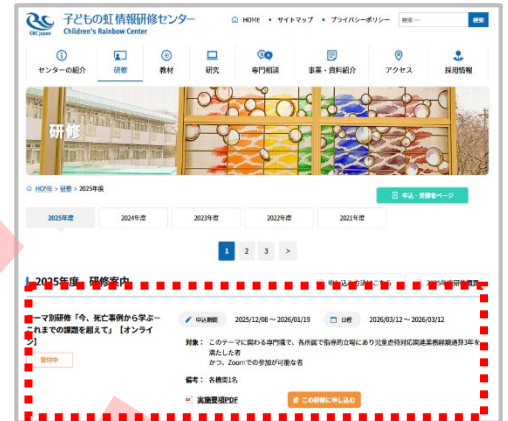 子どもの虹情報研修センター
CRC Japan Children's Rainbow Center
HOME • サイトマップ • プライバシーポリシー 検索 … 検索
センターの紹介 研修 教材 研究 専門相談 事業・資料紹介 アクセス 採用情報
研修
HOME > 研修 > 2025年度
申込・受講者ページ
2025年度 2024年度 2023年度 2022年度 2021年度
1 2 3 >
2025年度 研修案内
テーマ別研修「今、死亡事例から学ぶ－
これまでの課題を超えて」【オンライ
ン】
受付中
申込期間 2025/12/08～2026/01/19 日程 2026/03/12～2026/03/12
対象： このテーマに関わる専門職で、各所属で指導的立場にあり児童虐待対応関連業務経験通算3年を
満たした者
かつ、Zoomでの参加が可能な者
備考： 各機関1名
実施要項PDF この研修に申し込む